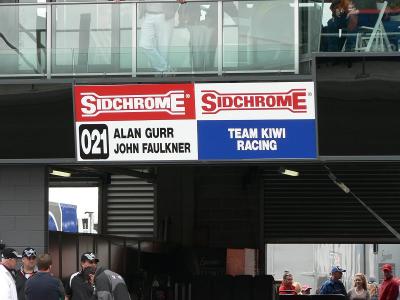 SIDCHROME®
SIDCHROME®
021
ALAN GURR
JOHN FAULKNER
TEAM KIWI
RACING